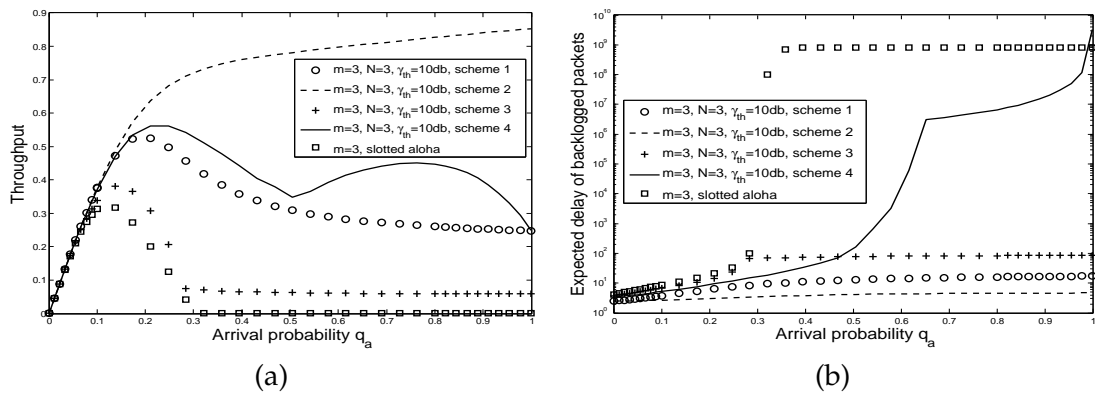 0.9
0.8
0.7
0.6
0.5
0.4
0.3
0.2
0.1
0
Throughput
m=3, N=3, γth=10db, scheme 1
m=3, N=3, γth=10db, scheme 2
m=3, N=3, γth=10db, scheme 3
m=3, N=3, γth=10db, scheme 4
m=3, slotted aloha
0 0.1 0.2 0.3 0.4 0.5 0.6 0.7 0.8 0.9 1
Arrival probability qa
(a)
10^10
10^9
10^8
10^7
10^6
10^5
10^4
10^3
10^2
10^1
10^0
Expected delay of backlogged packets
m=3, N=3, γth=10db, scheme 1
m=3, N=3, γth=10db, scheme 2
m=3, N=3, γth=10db, scheme 3
m=3, N=3, γth=10db, scheme 4
m=3, slotted aloha
0 0.1 0.2 0.3 0.4 0.5 0.6 0.7 0.8 0.9 1
Arrival probability qa
(b)